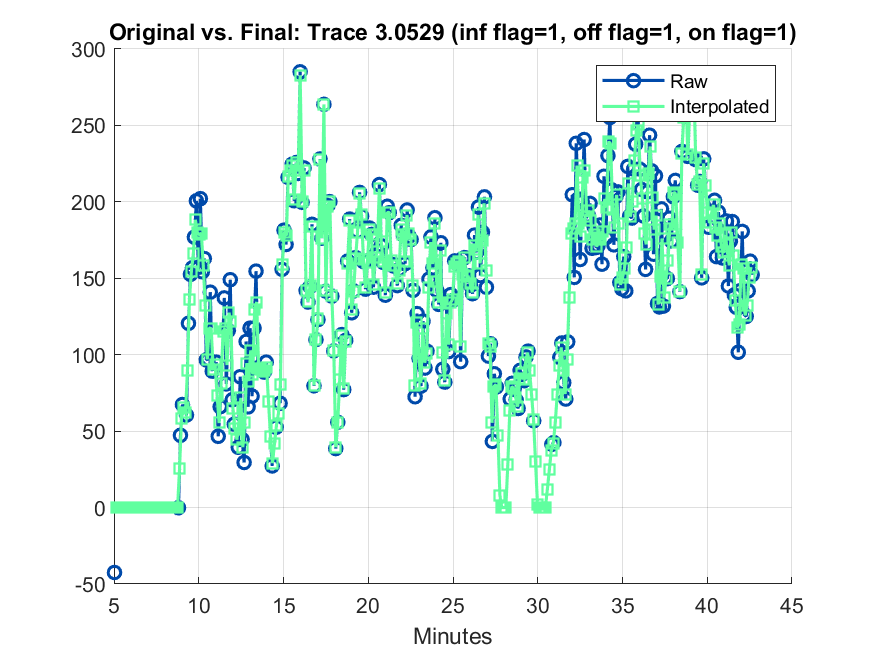 Original vs. Final: Trace 3.0529 (inf flag=1, off flag=1, on flag=1)
300
Raw
Interpolated
250
200
150
100
50
0
-50
5 10 15 20 25 30 35 40 45
Minutes